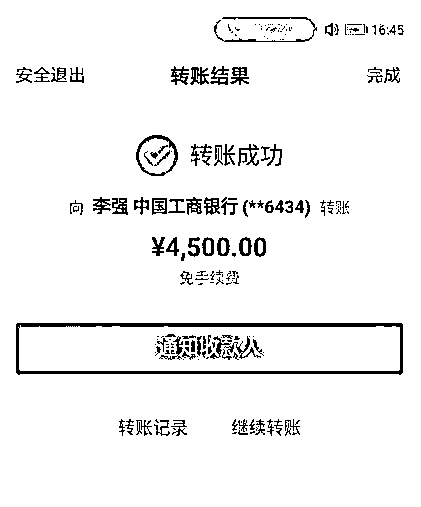 16:45
安全退出 转账结果 完成
转账成功
向 李强 中国工商银行 (**6434) 转账
¥4,500.00
免手续费
通知收款人
转账记录 继续转账